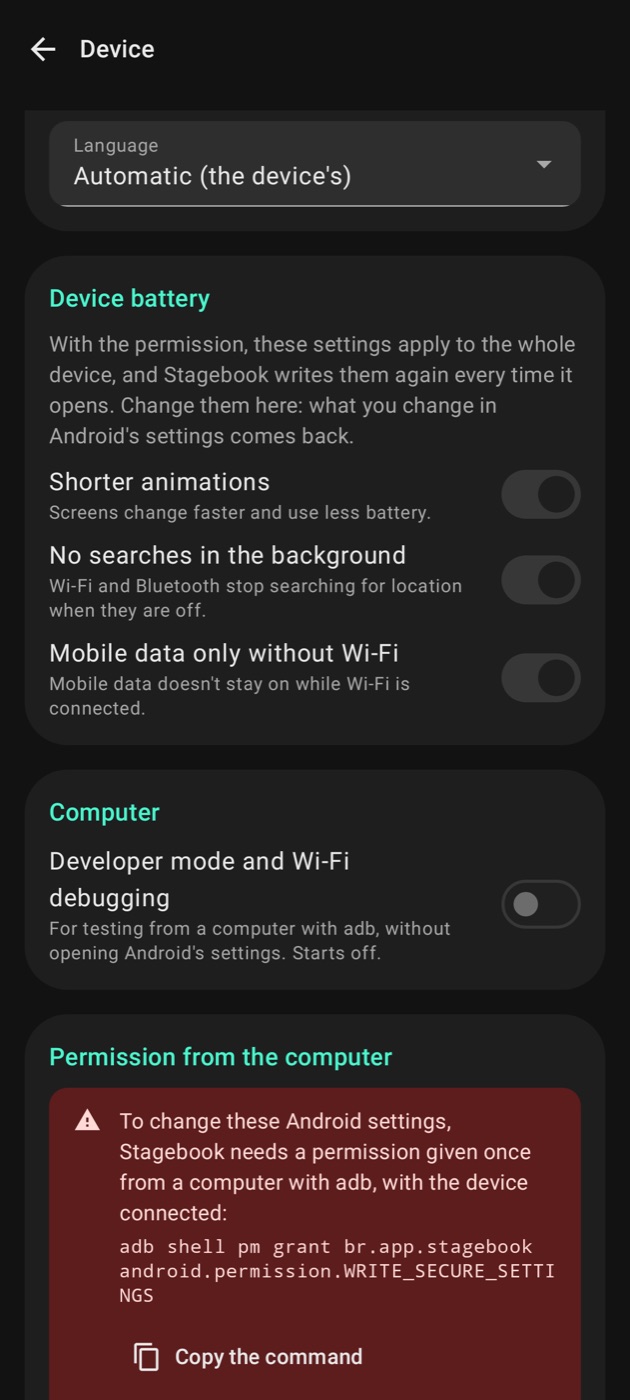 Device
Language
Automatic (the device's)
Device battery
With the permission, these settings apply to the whole
device, and Stagebook writes them again every time it
opens. Change them here: what you change in
Android's settings comes back.
Shorter animations
Screens change faster and use less battery.
No searches in the background
Wi-Fi and Bluetooth stop searching for location
when they are off.
Mobile data only without Wi-Fi
Mobile data doesn't stay on while Wi-Fi is
connected.
Computer
Developer mode and Wi-Fi
debugging
For testing from a computer with adb, without
opening Android's settings. Starts off.
Permission from the computer
To change these Android settings,
Stagebook needs a permission given once
from a computer with adb, with the device
connected:
adb shell pm grant br.app.stagebook
android.permission.WRITE_SECURE_SETTI
NGS
Copy the command